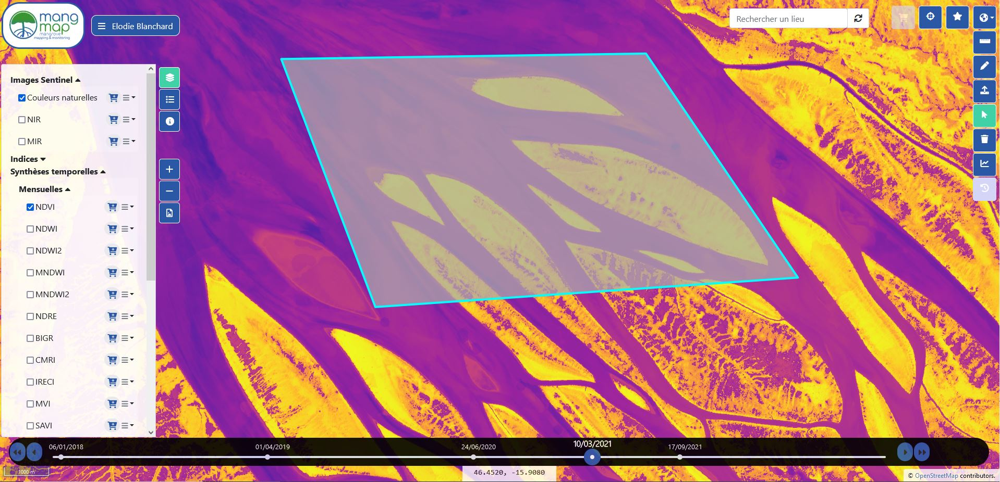 mang
map
mangrove
mapping & monitoring
Elodie Blanchard
Rechercher un lieu
Images Sentinel
Couleurs naturelles
NIR
MIR
Indices
Synthèses temporelles
Mensuelles
NDVI
NDWI
NDWI2
MNDWI
MNDWI2
NDRE
BIGR
CMRI
IRECI
MVI
SAVI
06/01/2018
01/04/2019
24/06/2020
10/03/2021
17/09/2021
1000 m
46.4520, -15.9080
© OpenStreetMap contributors.